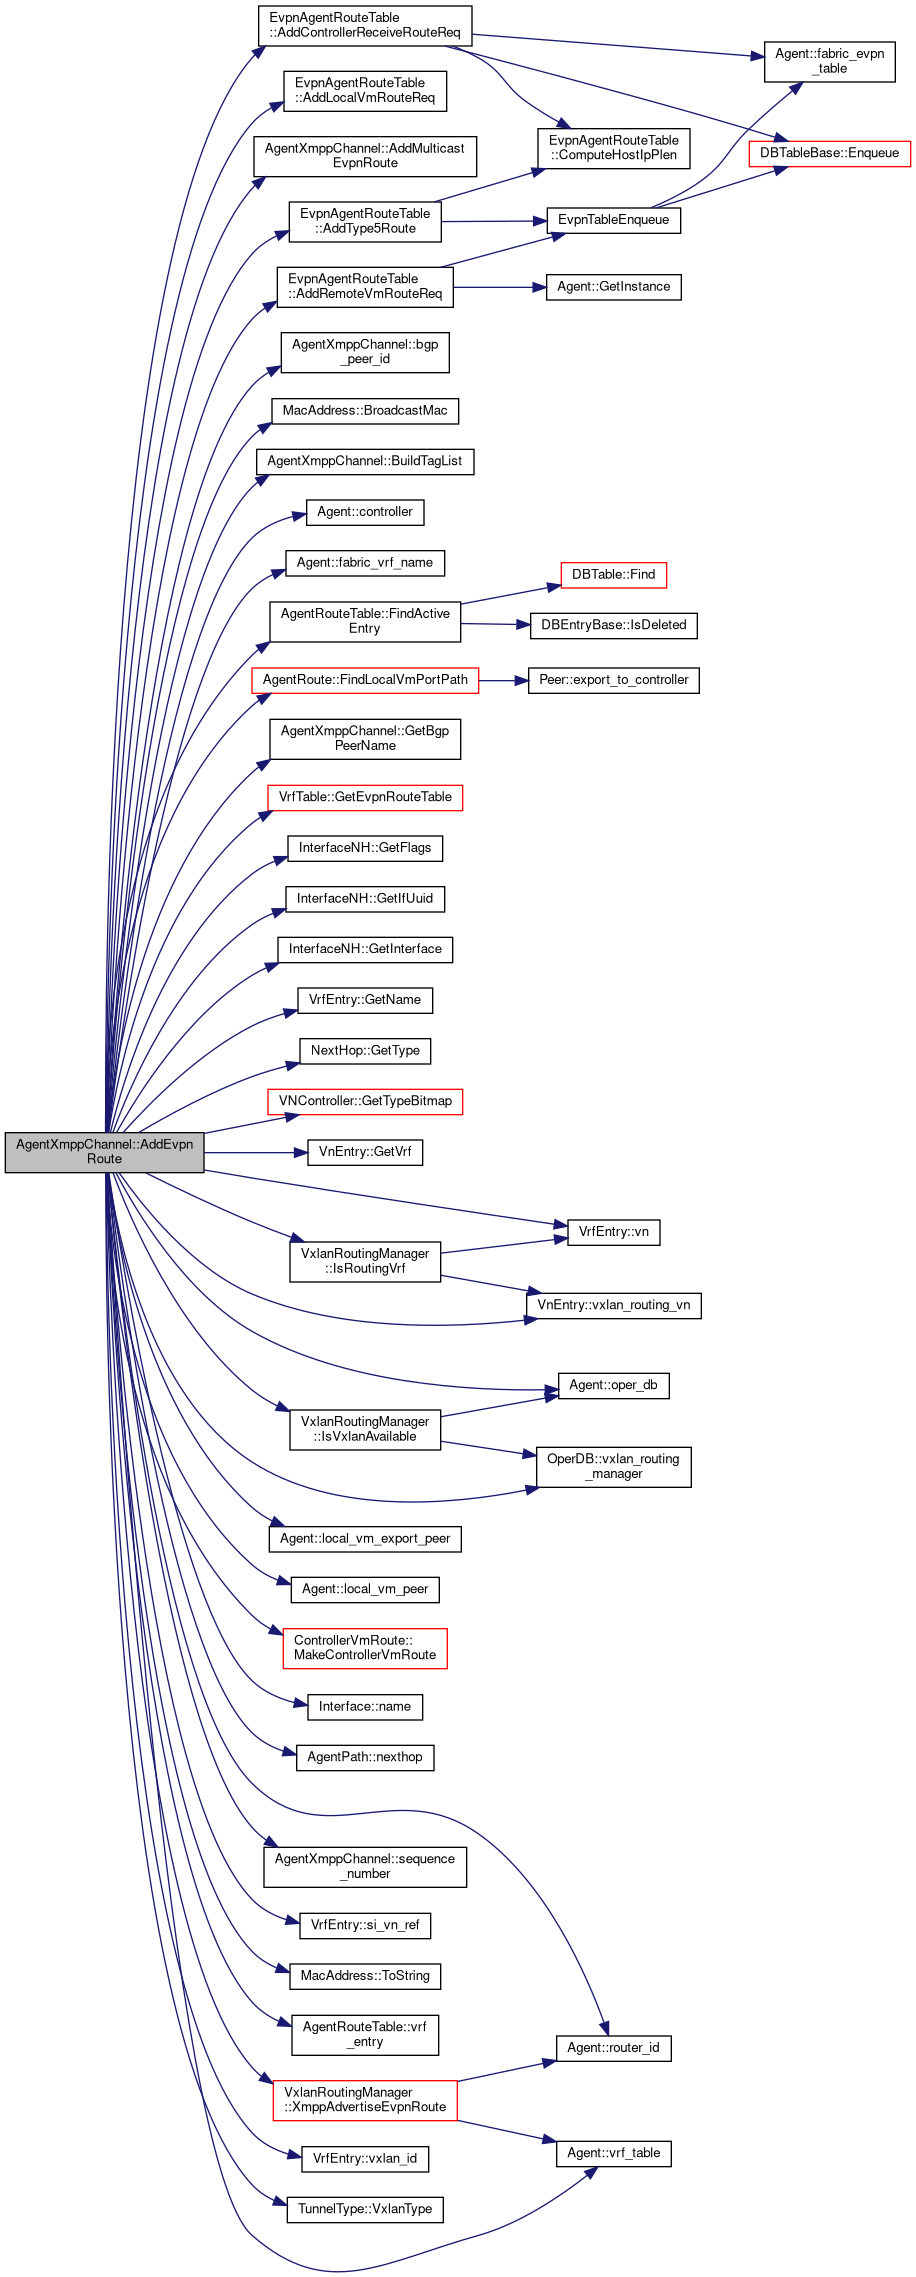 EvpnAgentRouteTable
::AddControllerReceiveRouteReq
Agent::fabric_evpn
_table
EvpnAgentRouteTable
::AddLocalVmRouteReq
AgentXmppChannel::AddMulticast
EvpnRoute
EvpnAgentRouteTable
::ComputeHostIpPlen
DBTableBase::Enqueue
EvpnAgentRouteTable
::AddType5Route
EvpnTableEnqueue
EvpnAgentRouteTable
::AddRemoteVmRouteReq
Agent::GetInstance
AgentXmppChannel::bgp
_peer_id
MacAddress::BroadcastMac
AgentXmppChannel::BuildTagList
Agent::controller
Agent::fabric_vrf_name
DBTable::Find
AgentRouteTable::FindActive
Entry
DBEntryBase::IsDeleted
AgentRoute::FindLocalVmPortPath
Peer::export_to_controller
AgentXmppChannel::GetBgp
PeerName
VrfTable::GetEvpnRouteTable
InterfaceNH::GetFlags
InterfaceNH::GetIfUuid
InterfaceNH::GetInterface
VrfEntry::GetName
NextHop::GetType
VNController::GetTypeBitmap
AgentXmppChannel::AddEvpn
Route
VnEntry::GetVrf
VrfEntry::vn
VxlanRoutingManager
::IsRoutingVrf
VnEntry::vxlan_routing_vn
Agent::oper_db
VxlanRoutingManager
::IsVxlanAvailable
OperDB::vxlan_routing
_manager
Agent::local_vm_export_peer
Agent::local_vm_peer
ControllerVmRoute::
MakeControllerVmRoute
Interface::name
AgentPath::nexthop
AgentXmppChannel::sequence
_number
VrfEntry::si_vn_ref
MacAddress::ToString
AgentRouteTable::vrf
_entry
Agent::router_id
VxlanRoutingManager
::XmppAdvertiseEvpnRoute
Agent::vrf_table
VrfEntry::vxlan_id
TunnelType::VxlanType